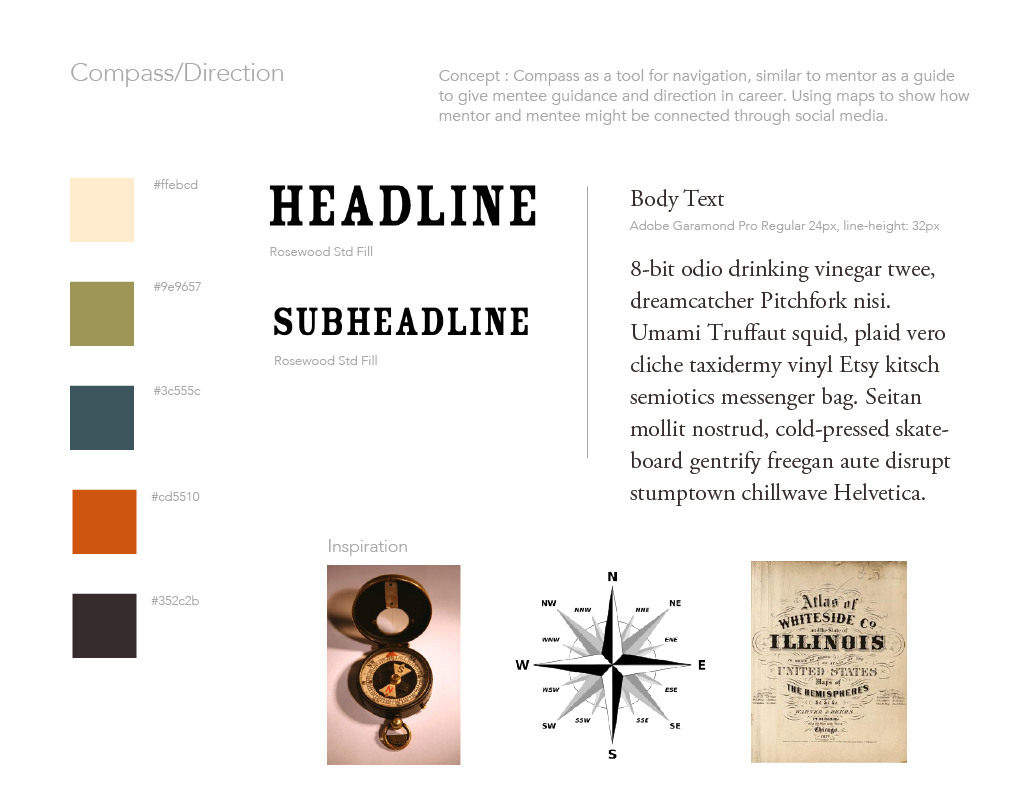 Compass/Direction
Concept : Compass as a tool for navigation, similar to mentor as a guide
to give mentee guidance and direction in career. Using maps to show how
mentor and mentee might be connected through social media.
#ffebcd
#9e9657
#3c555c
#cd5510
#352c2b
HEADLINE
Rosewood Std Fill
SUBHEADLINE
Rosewood Std Fill
Body Text
Adobe Garamond Pro Regular 24px, line-height: 32px
8-bit odio drinking vinegar twee,
dreamcatcher Pitchfork nisi.
Umami Truffaut squid, plaid vero
cliche taxidermy vinyl Etsy kitsch
semiotics messenger bag. Seitan
mollit nostrud, cold-pressed skate-
board gentrify freegan aute disrupt
stumptown chillwave Helvetica.
Inspiration
S
N
N
NW
NNW
NNE
NE
WNW
ENE
W
E
WSW
ESE
SW
SSW
SSE
SE
S
Atlas of
WHITESIDE Co
and the State of
ILLINOIS
UNITED STATES
Maps of
THE HEMISPHERES
&c &c &c
WARNER & BEERS
Chicago
1877